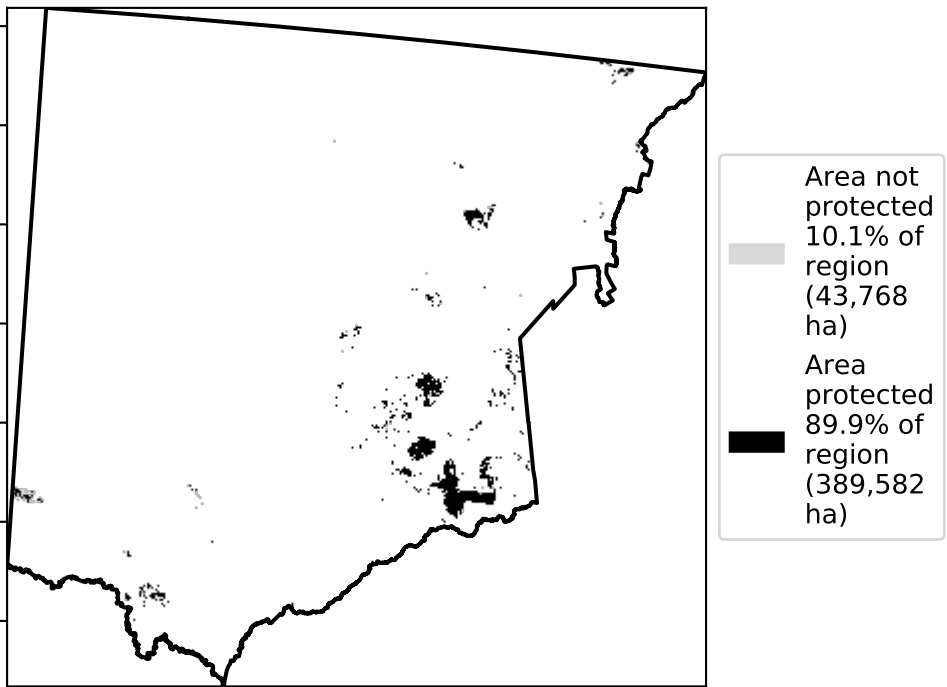 Area not
protected
10.1% of
region
(43,768
ha)
Area
protected
89.9% of
region
(389,582
ha)